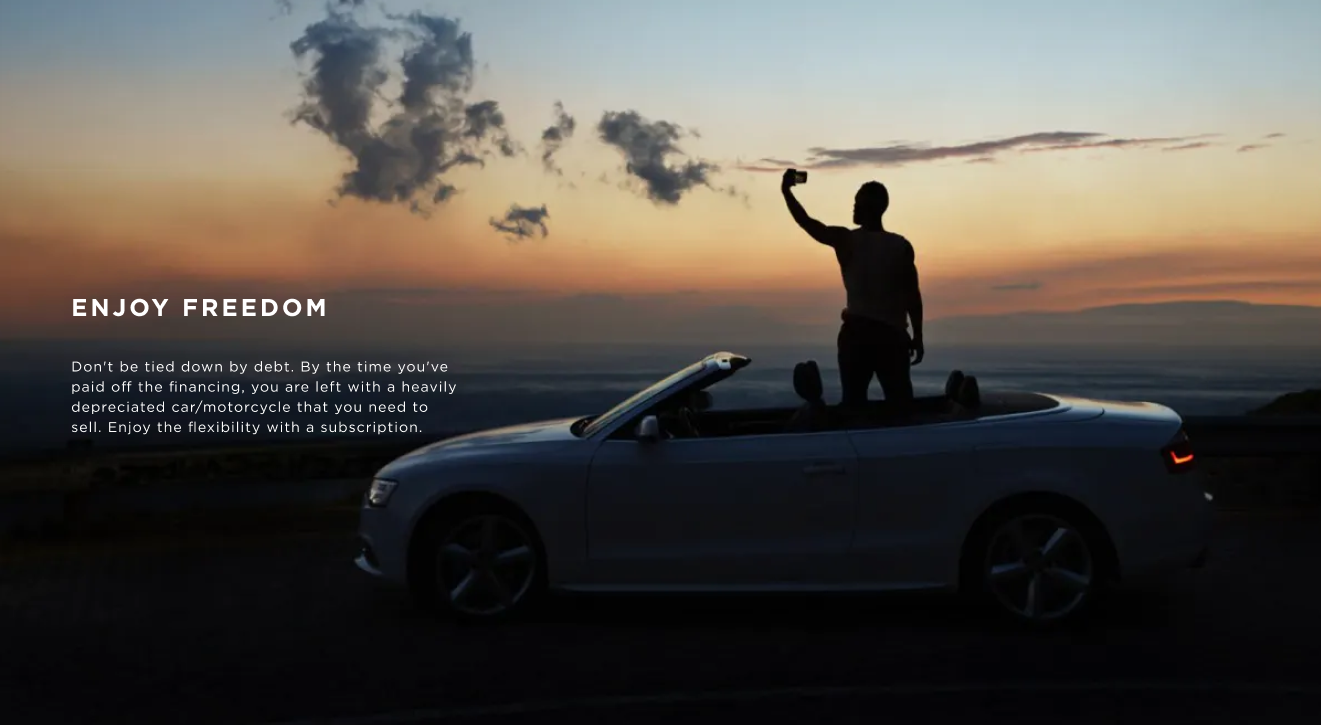 ENJOY FREEDOM
Don't be tied down by debt. By the time you've
paid off the financing, you are left with a heavily
depreciated car/motorcycle that you need to
sell. Enjoy the flexibility with a subscription.